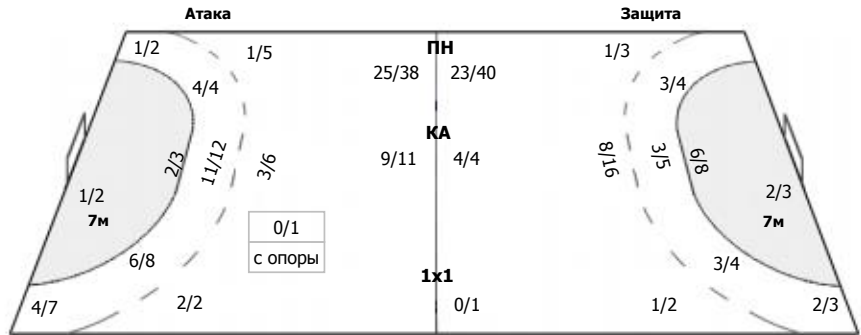 Атака Защита
ПН
1/2 1/5 1/3
25/38 23/40
4/4 3/4
КА
9/11 4/4
2/3 11/12 3/6 8/16 3/5 6/8
1/2 2/3
7м 7м
0/1
с опоры
6/8 3/4
1x1
4/7 2/2 0/1 1/2 2/3